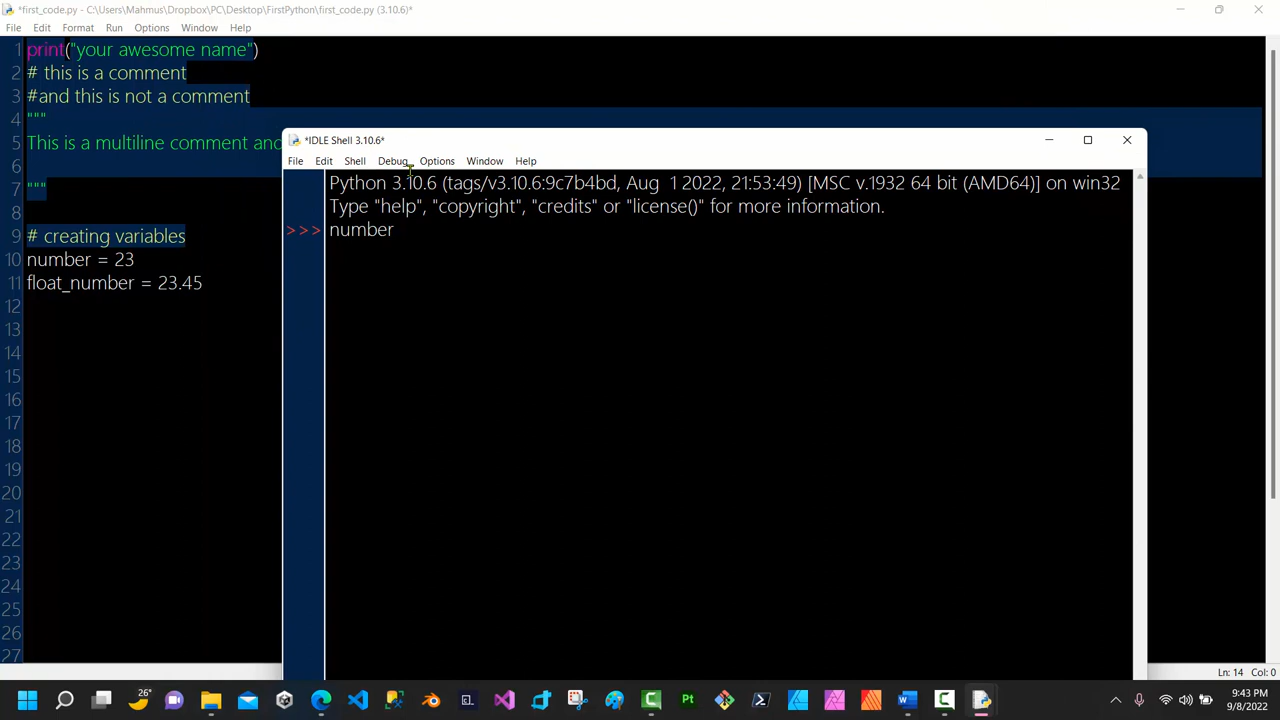 *first_code.py - C:\Users\Mahmus\Dropbox\PC\Desktop\FirstPython\first_code.py (3.10.6)*
File Edit Format Run Options Window Help
1 print("your awesome name")
2 # this is a comment
3 #and this is not a comment
4 """
5 This is a multiline comment and
6
7 """
8
9 # creating variables
10 number = 23
11 float_number = 23.45
12
13
14
15
16
17
18
19
20
21
22
23
24
25
26
27
*IDLE Shell 3.10.6*
File Edit Shell Debug Options Window Help
Python 3.10.6 (tags/v3.10.6:9c7b4bd, Aug  1 2022, 21:53:49) [MSC v.1932 64 bit (AMD64)] on win32
Type "help", "copyright", "credits" or "license()" for more information.
>>> number
Ln: 14 Col: 0
26°
Pt
9:43 PM
9/8/2022